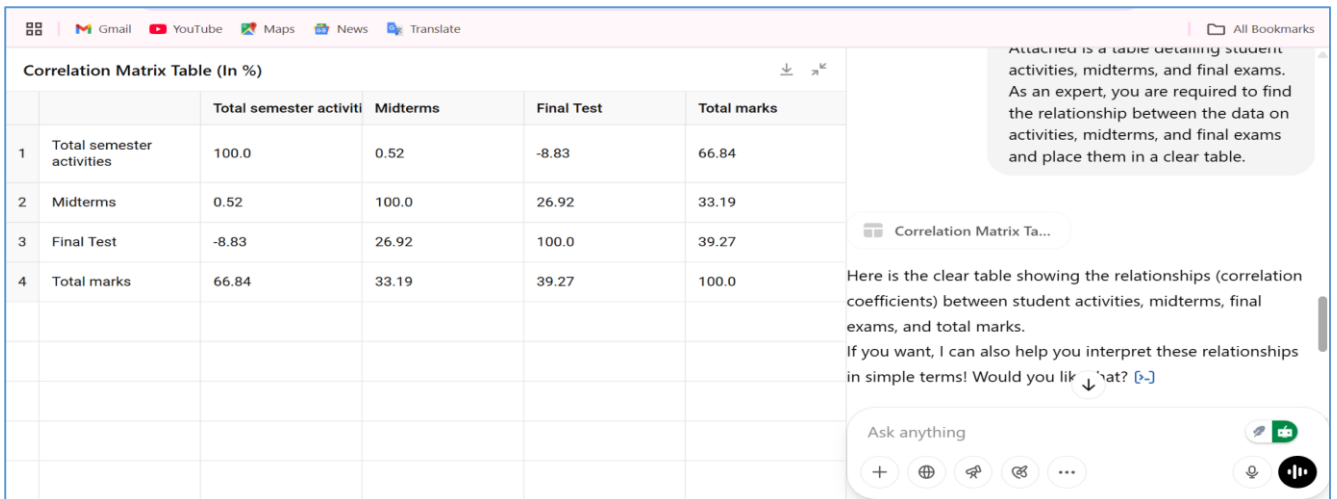 Gmail YouTube Maps News Translate All Bookmarks
Correlation Matrix Table (In %)
Total semester activiti Midterms Final Test Total marks
1 Total semester activities 100.0 0.52 -8.83 66.84
2 Midterms 0.52 100.0 26.92 33.19
3 Final Test -8.83 26.92 100.0 39.27
4 Total marks 66.84 33.19 39.27 100.0
Attached is a table detailing student
activities, midterms, and final exams.
As an expert, you are required to find
the relationship between the data on
activities, midterms, and final exams
and place them in a clear table.
Correlation Matrix Ta...
Here is the clear table showing the relationships (correlation
coefficients) between student activities, midterms, final
exams, and total marks.
If you want, I can also help you interpret these relationships
in simple terms! Would you hat?
Ask anything